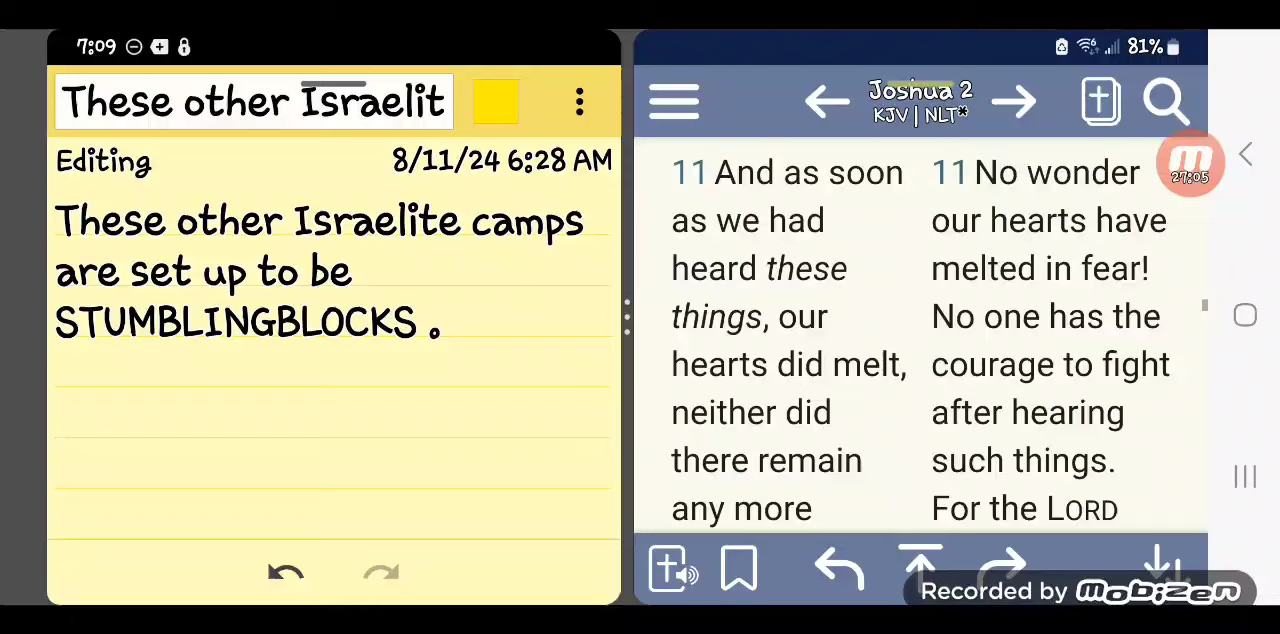 7:09
These other Israelit
Editing
8/11/24 6:28 AM
These other Israelite camps
are set up to be
STUMBLINGBLOCKS .
81%
Joshua 2
KJV | NLT*
27:05
11 And as soon
as we had
heard these
things, our
hearts did melt,
neither did
there remain
any more
11 No wonder
our hearts have
melted in fear!
No one has the
courage to fight
after hearing
such things.
For the LORD
Recorded by MOBIZEN